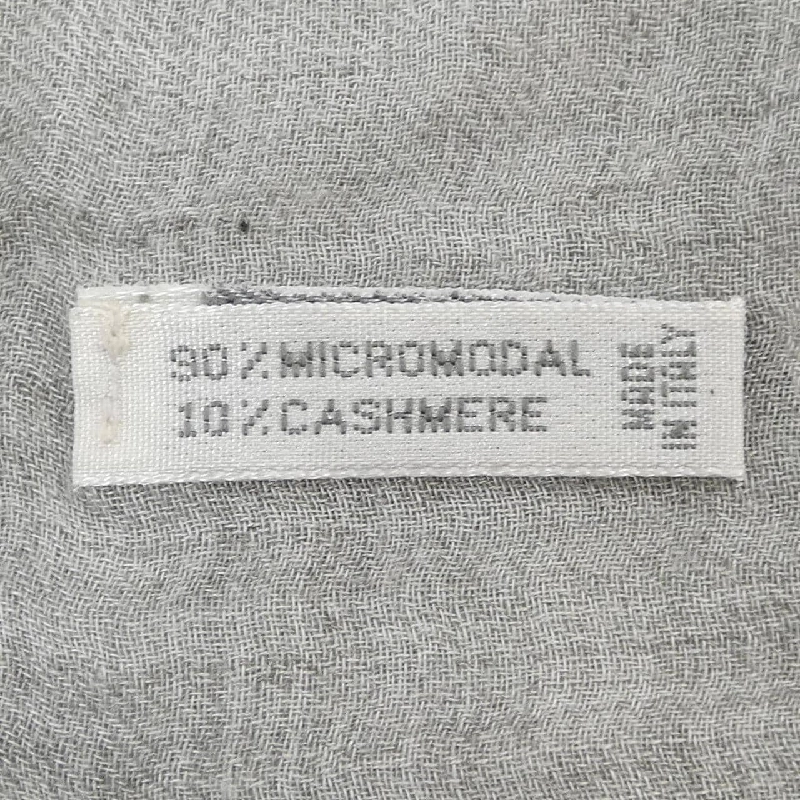 90% MICROMODAL
10% CASHMERE
MADE
IN ITALY